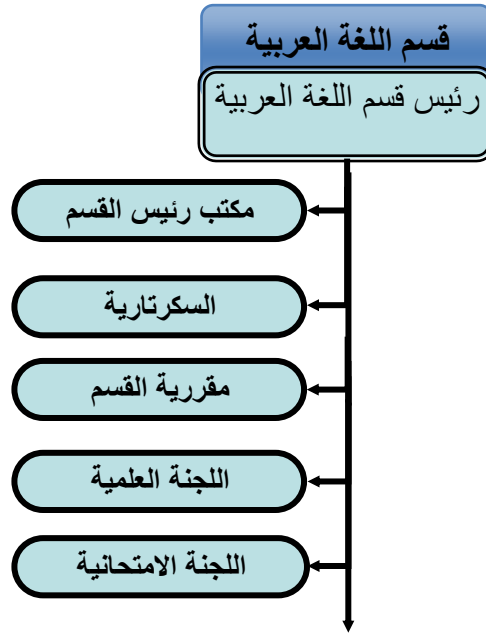 قسم اللغة العربية
رئيس قسم اللغة العربية
مكتب رئيس القسم
السكرتارية
مقررية القسم
اللجنة العلمية
اللجنة الامتحانية